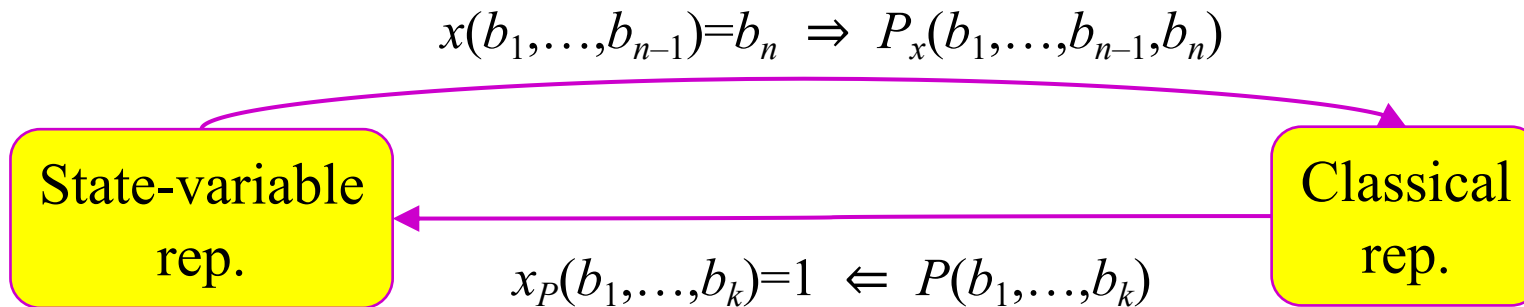 x(b₁,…,bₙ₋₁)=bₙ ⇒ Pₓ(b₁,…,bₙ₋₁,bₙ)
State-variable
rep.
Classical
rep.
x_P(b₁,…,bₖ)=1 ⇐ P(b₁,…,bₖ)